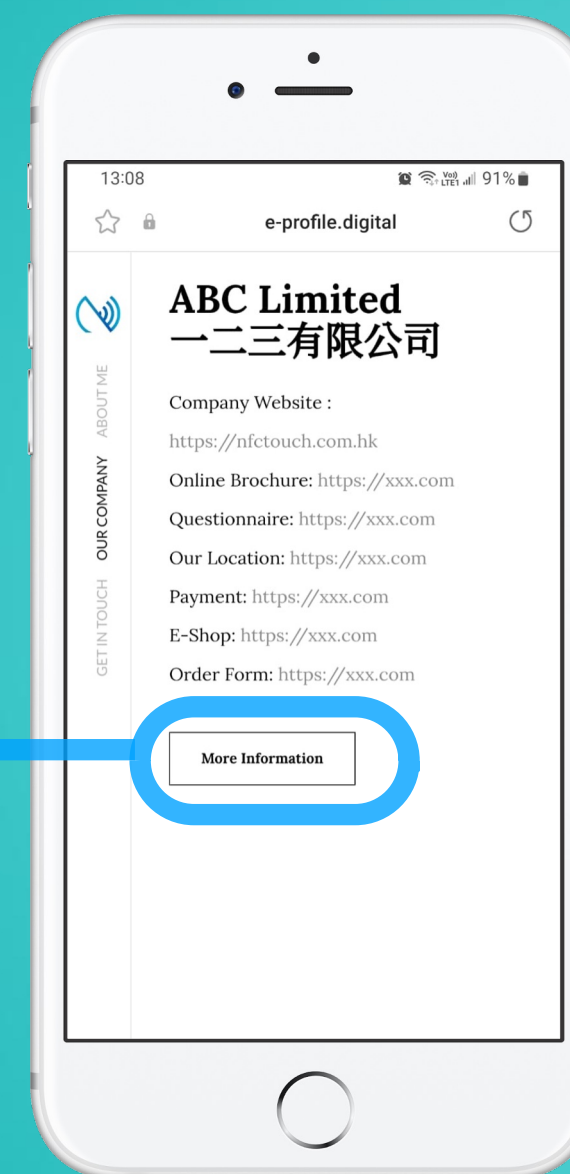 13:08
Vo)) LTE1 91%
e-profile.digital
ABC Limited
一二三有限公司
Company Website :
https://nfctouch.com.hk
Online Brochure: https://xxx.com
Questionnaire: https://xxx.com
Our Location: https://xxx.com
Payment: https://xxx.com
E-Shop: https://xxx.com
Order Form: https://xxx.com
More Information
ABOUT ME
OUR COMPANY
GET IN TOUCH